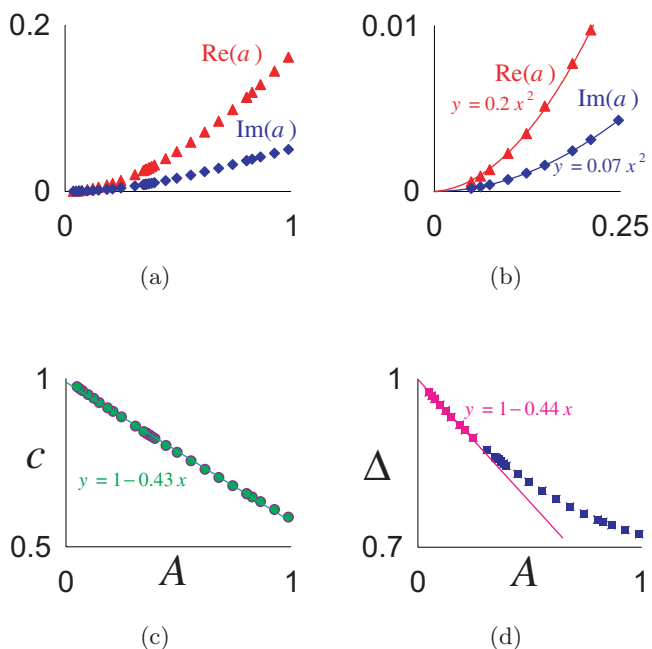 0.2
Re(a)
Im(a)
0
0 1
(a)
0.01
Re(a)
y = 0.2 x²
Im(a)
y = 0.07 x²
0
0 0.25
(b)
1
c
y = 1−0.43 x
0.5
0 A 1
(c)
1
y = 1−0.44 x
Δ
0.7
0 A 1
(d)